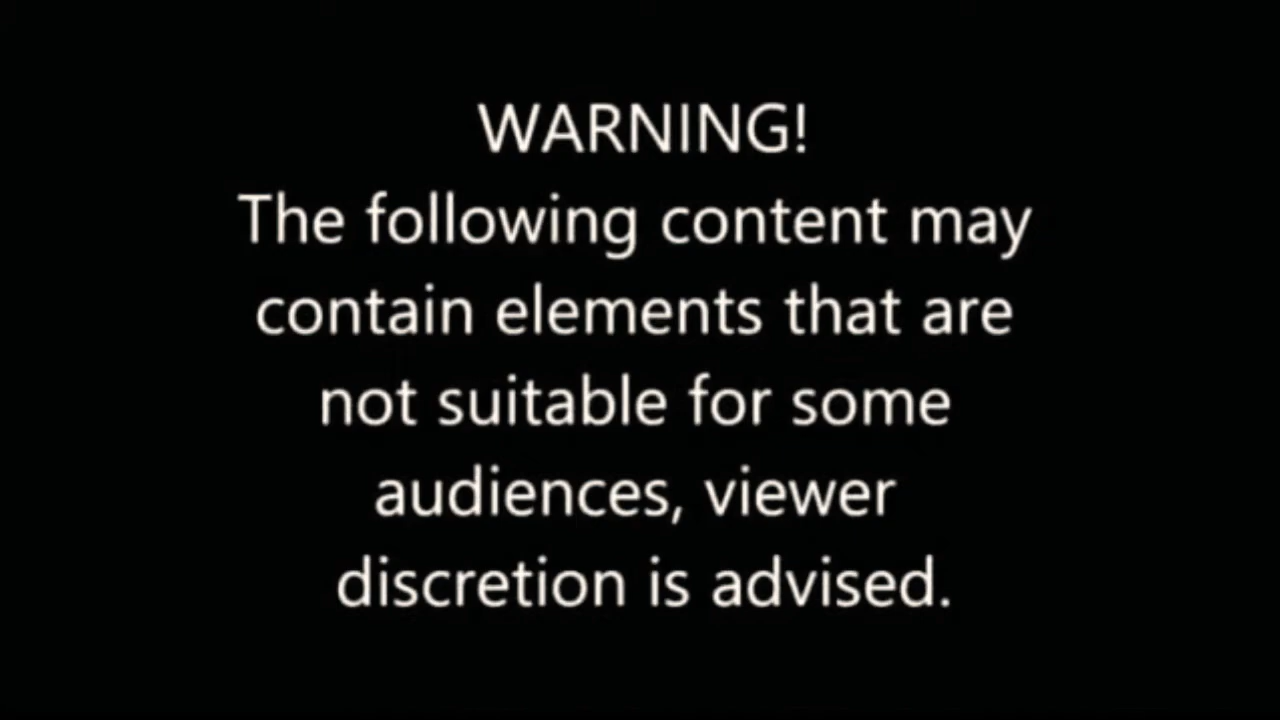 WARNING!
The following content may
contain elements that are
not suitable for some
audiences, viewer
discretion is advised.